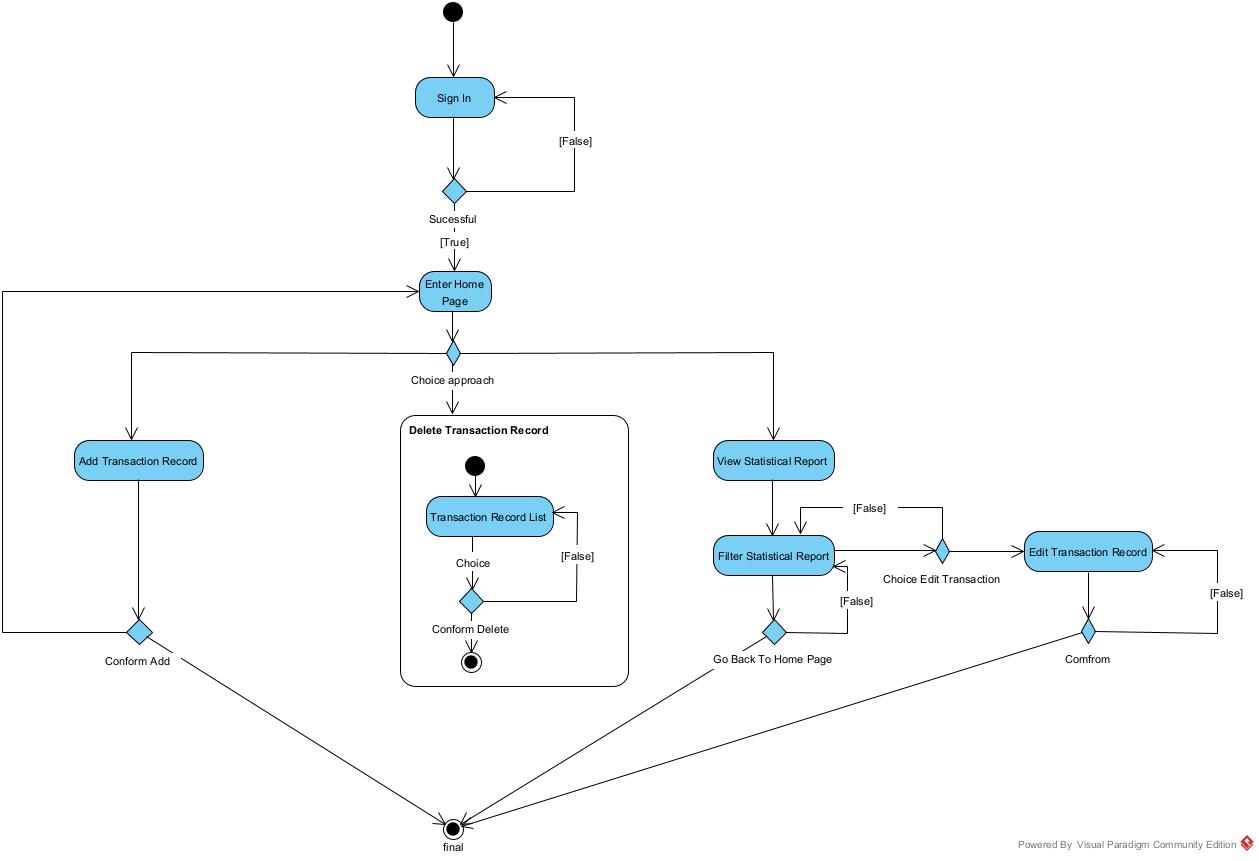 Sign In
[False]
Sucessful
[True]
Enter Home
Page
Choice approach
Delete Transaction Record
Add Transaction Record
View Statistical Report
Transaction Record List
[False]
Filter Statistical Report
Edit Transaction Record
[False]
Choice
Choice Edit Transaction
[False]
[False]
Conform Delete
Conform Add
Go Back To Home Page
Comfrom
final
Powered By Visual Paradigm Community Edition